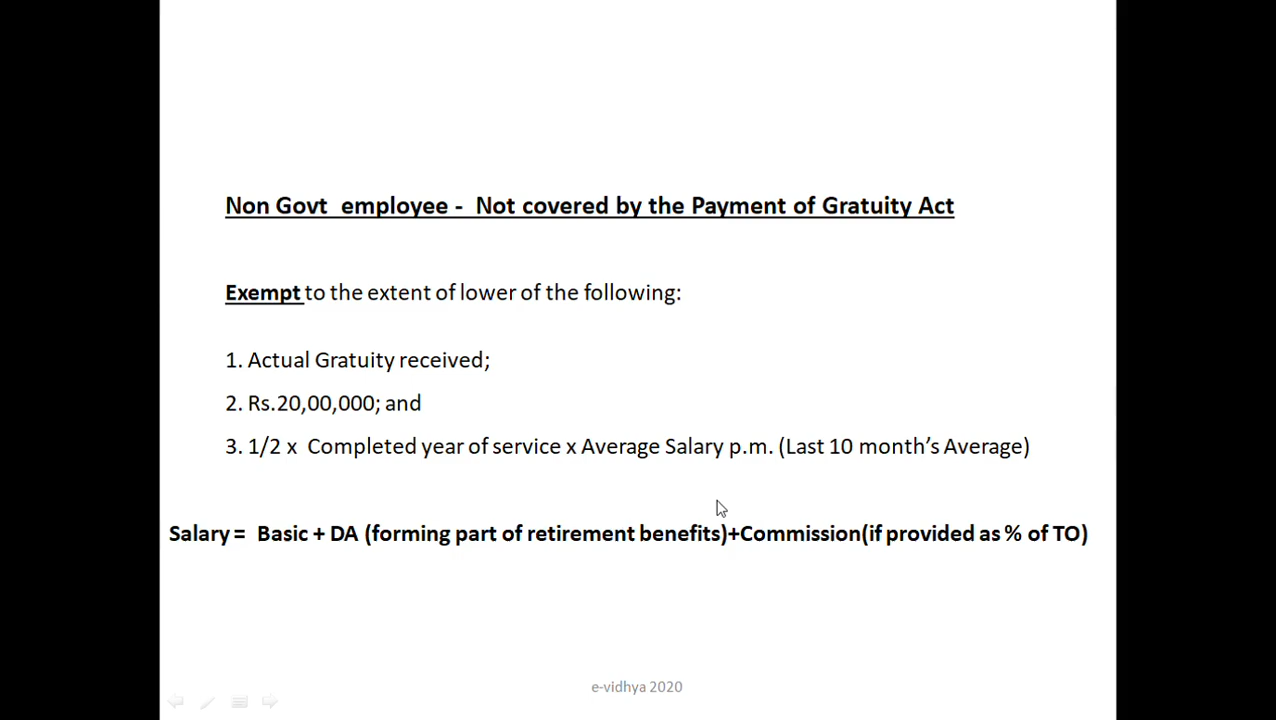 Non Govt employee - Not covered by the Payment of Gratuity Act
Exempt to the extent of lower of the following:
1. Actual Gratuity received;
2. Rs.20,00,000; and
3. 1/2 x Completed year of service x Average Salary p.m. (Last 10 month’s Average)
Salary = Basic + DA (forming part of retirement benefits)+Commission(if provided as % of TO)
e-vidhya 2020